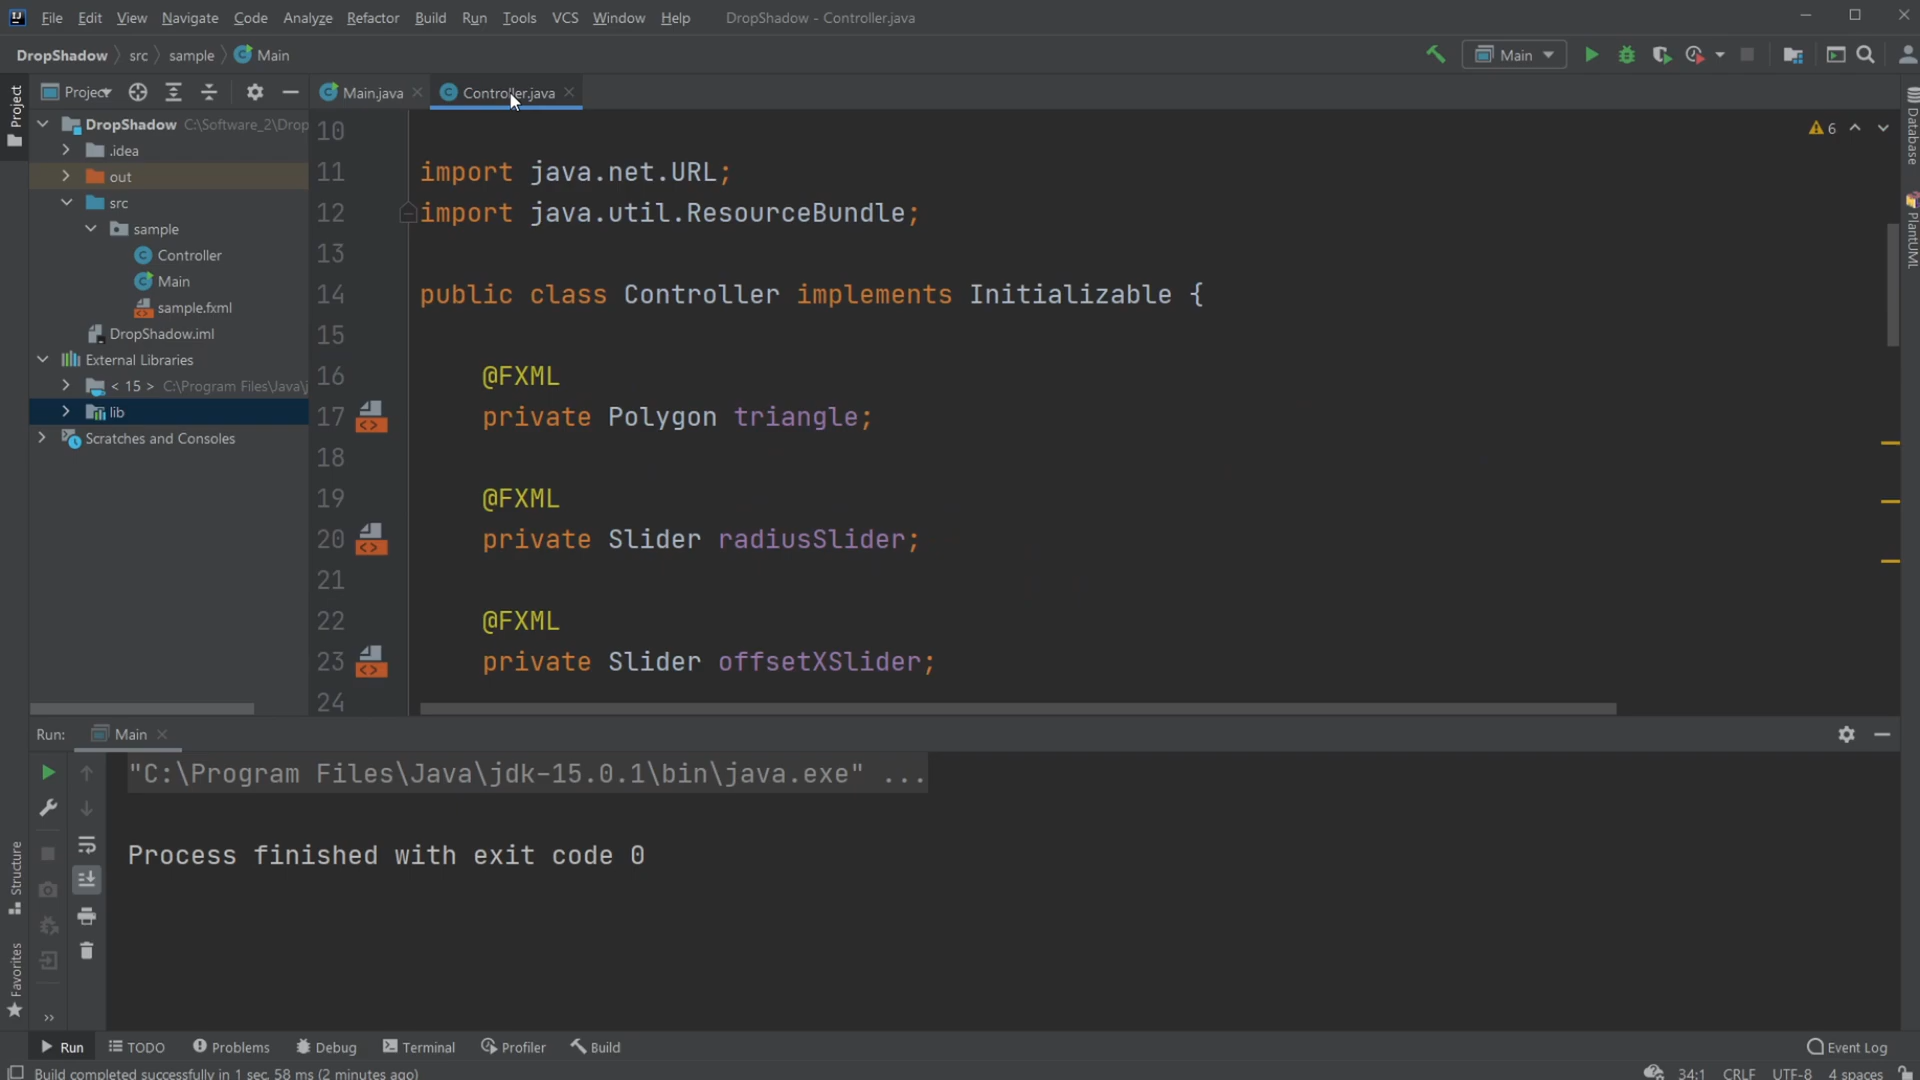 File Edit View Navigate Code Analyze Refactor Build Run Tools VCS Window Help DropShadow - Controller.java
DropShadow src sample Main Main
Project Main.java Controller.java
Project
DropShadow C:\Software_2\Drop
.idea
out
src
sample
Controller
Main
sample.fxml
DropShadow.iml
External Libraries
< 15 > C:\Program Files\Java\j
lib
Scratches and Consoles
10
11 import java.net.URL;
12 import java.util.ResourceBundle;
13
14 public class Controller implements Initializable {
15
16 @FXML
17 private Polygon triangle;
18
19 @FXML
20 private Slider radiusSlider;
21
22 @FXML
23 private Slider offsetXSlider;
24
6
Database
PlantUML
Run: Main
"C:\Program Files\Java\jdk-15.0.1\bin\java.exe" ...
Process finished with exit code 0
Structure
Favorites
Run TODO Problems Debug Terminal Profiler Build Event Log
Build completed successfully in 1 sec, 58 ms (2 minutes ago) 34:1 CRLF UTF-8 4 spaces